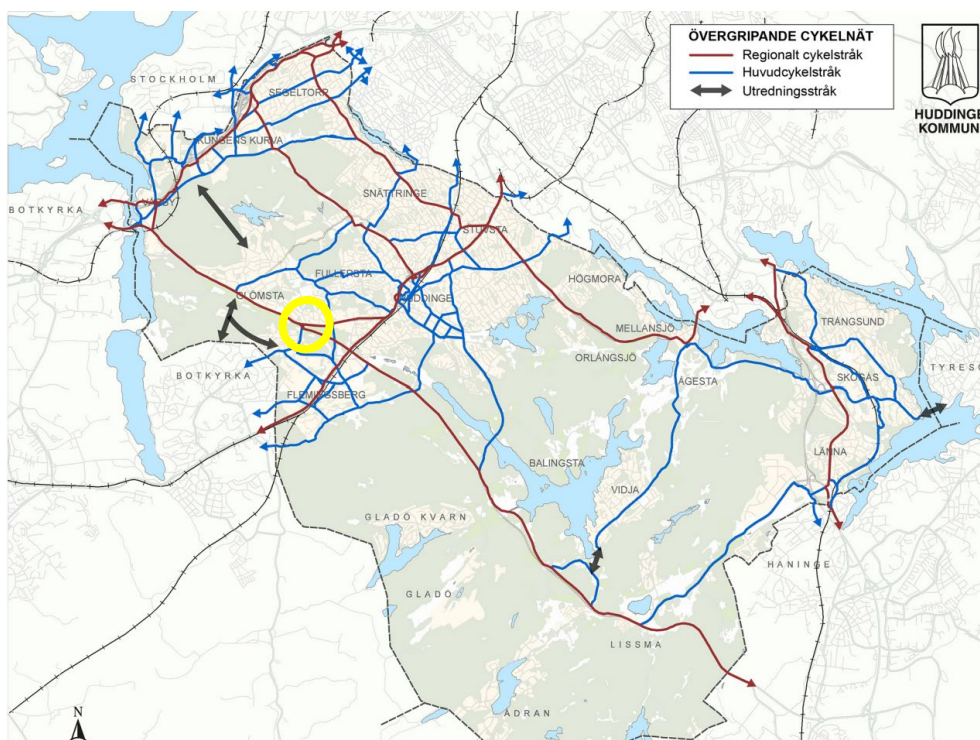 ÖVERGRIPANDE CYKELNÄT
Regionalt cykelstråk
Huvudcykelstråk
Utredningsstråk
HUDDINGE
KOMMUN
STOCKHOLM
SEGELTORP
KUNGENS KURVA
SNÄTTRINGE
BOTKYRKA
VÅRBY
STUVSTA
FULLERSTA
HÖGMORA
GLÖMSTA
HUDDINGE
TRÅNGSUND
MELLANSJÖ
ORLÅNGSJÖ
TYRESÖ
BOTKYRKA
SKOGÅS
ÅGESTA
FLEMINGSBERG
LÄNNA
BALINGSTA
VIDJA
GLADÖ KVARN
HANINGE
GLADÖ
LISSMA
N
ÅDRAN